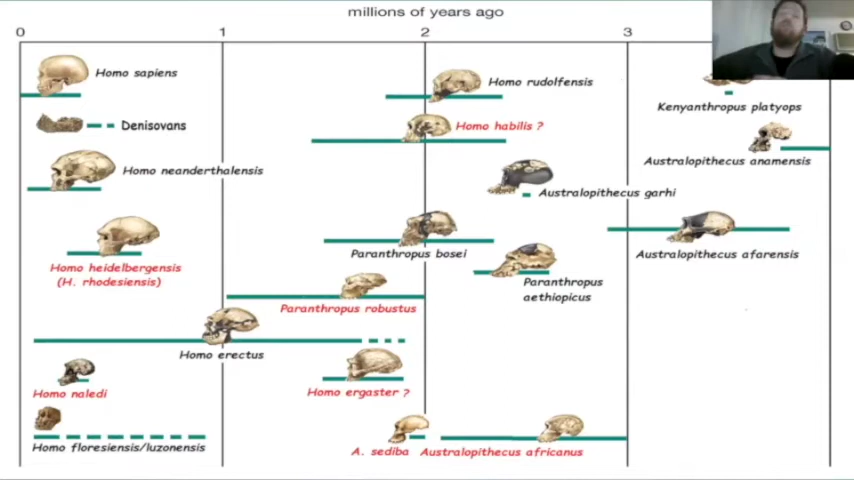 millions of years ago
0 1 2 3
Homo sapiens
Homo rudolfensis
Kenyanthropus platyops
Denisovans
Homo habilis ?
Australopithecus anamensis
Homo neanderthalensis
Australopithecus garhi
Homo heidelbergensis
(H. rhodesiensis)
Paranthropus bosei
Australopithecus afarensis
Paranthropus
aethiopicus
Paranthropus robustus
Homo erectus
Homo naledi
Homo ergaster ?
Homo floresiensis/luzonensis
A. sediba
Australopithecus africanus